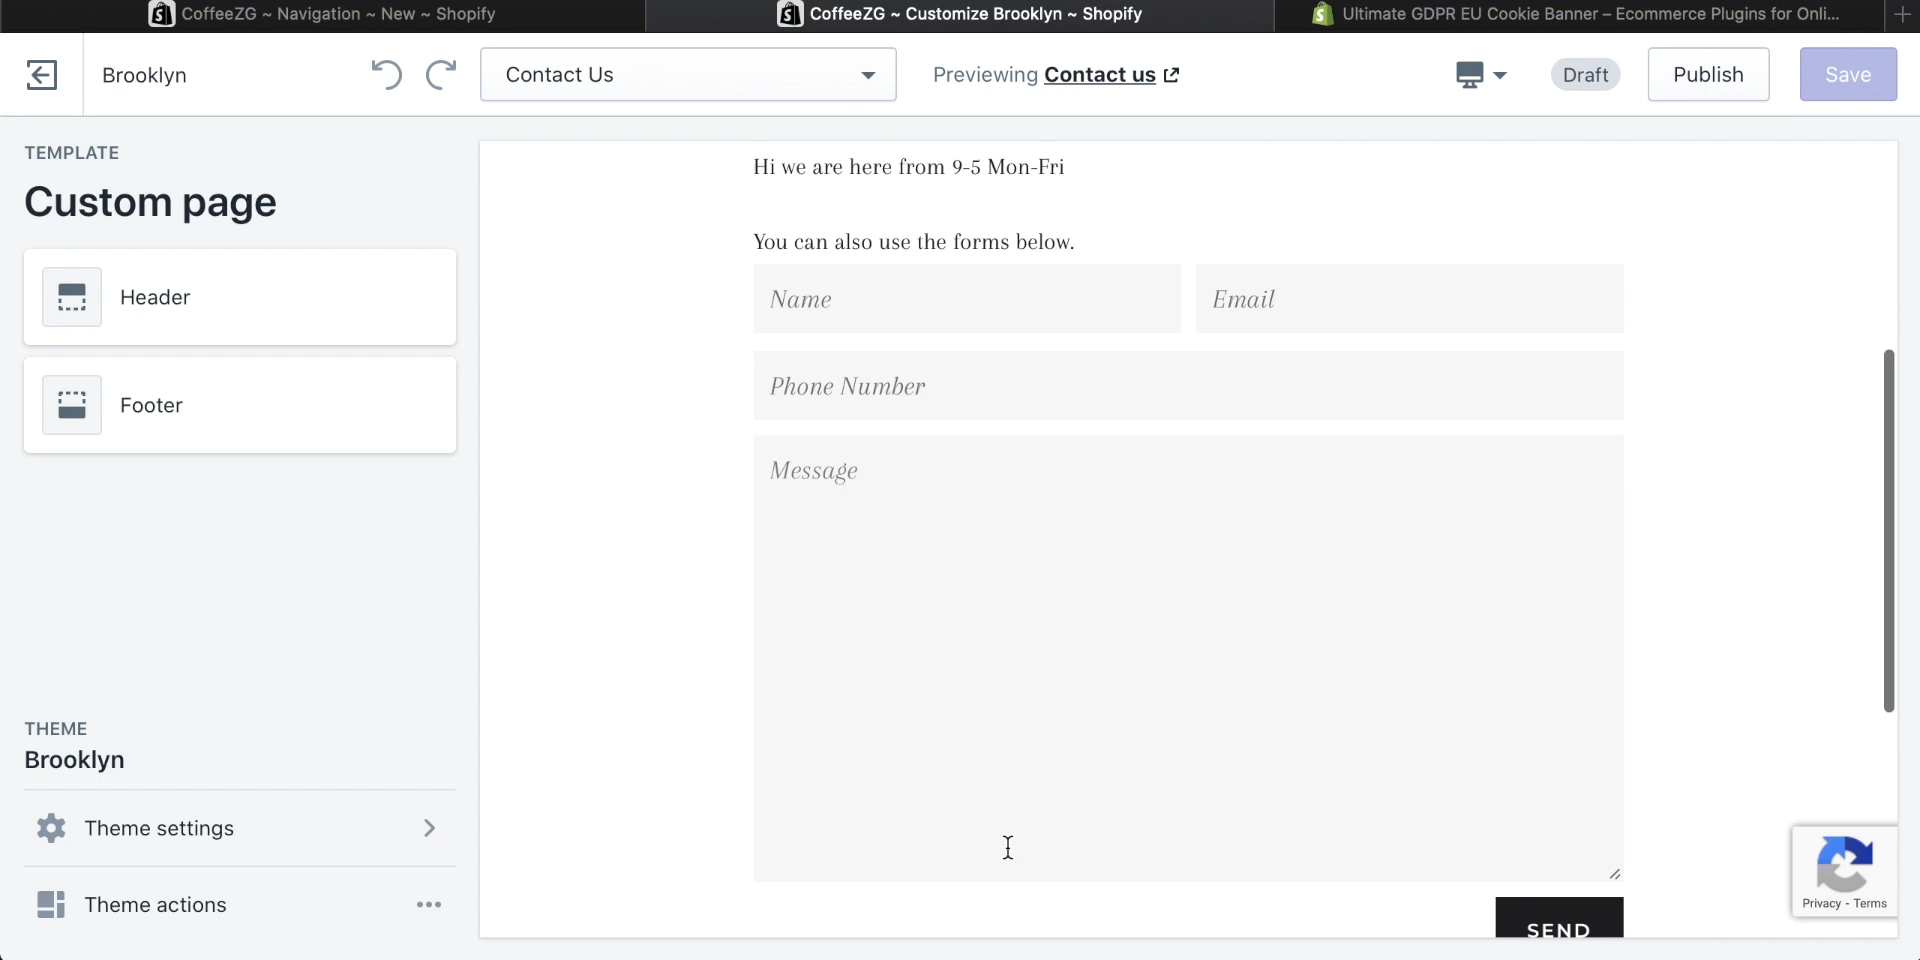 CoffeeZG ~ Navigation ~ New ~ Shopify
CoffeeZG ~ Customize Brooklyn ~ Shopify
Ultimate GDPR EU Cookie Banner – Ecommerce Plugins for Onli...
Brooklyn
Contact Us
Previewing Contact us
Draft
Publish
Save
TEMPLATE
Custom page
Header
Footer
THEME
Brooklyn
Theme settings
Theme actions
Hi we are here from 9-5 Mon-Fri
You can also use the forms below.
Name
Email
Phone Number
Message
SEND
Privacy - Terms